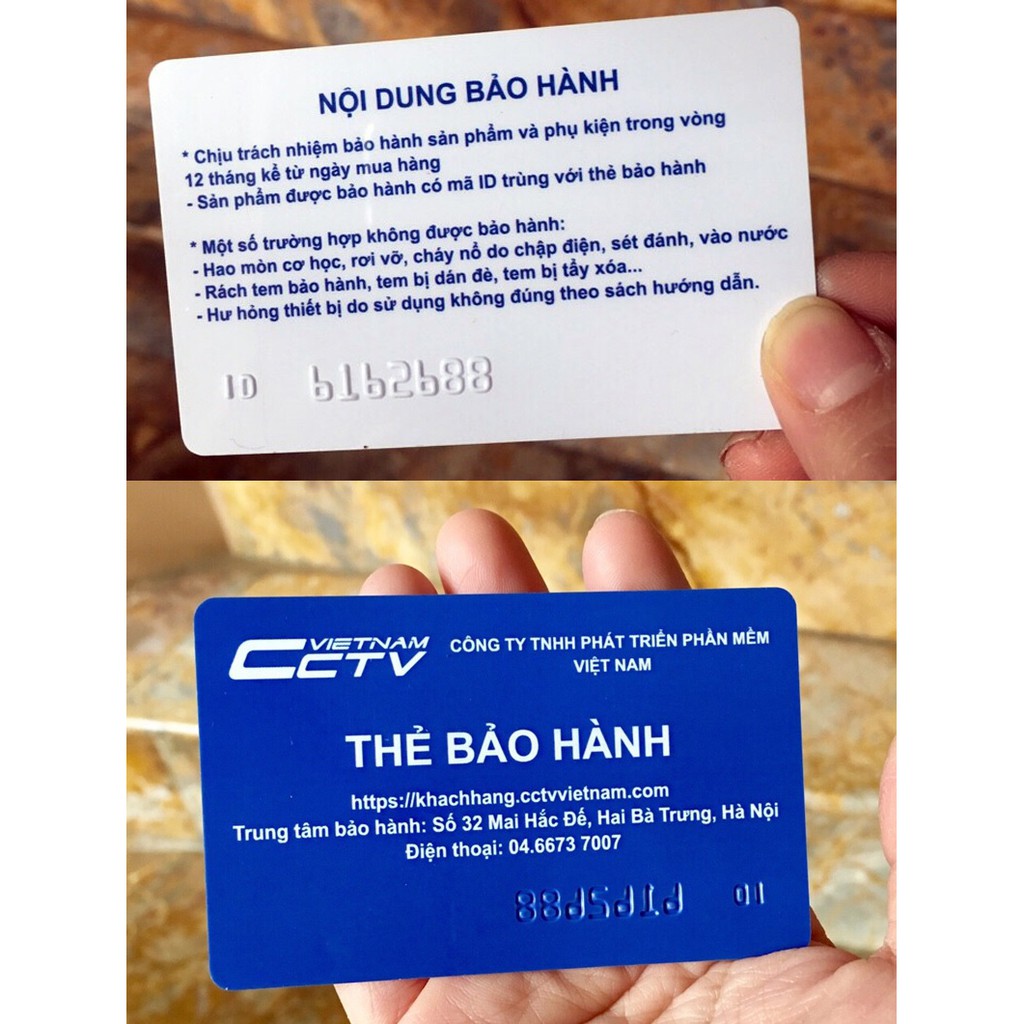 NỘI DUNG BẢO HÀNH
* Chịu trách nhiệm bảo hành sản phẩm và phụ kiện trong vòng
12 tháng kể từ ngày mua hàng
- Sản phẩm được bảo hành có mã ID trùng với thẻ bảo hành
* Một số trường hợp không được bảo hành:
- Hao mòn cơ học, rơi vỡ, cháy nổ do chập điện, sét đánh, vào nước
- Rách tem bảo hành, tem bị dán đè, tem bị tẩy xóa...
- Hư hỏng thiết bị do sử dụng không đúng theo sách hướng dẫn.
ID 6162688
VIETNAM
CCTV
CÔNG TY TNHH PHÁT TRIỂN PHẦN MỀM
VIỆT NAM
THẺ BẢO HÀNH
https://khachhang.cctvvietnam.com
Trung tâm bảo hành: Số 32 Mai Hắc Đế, Hai Bà Trưng, Hà Nội
Điện thoại: 04.6673 7007